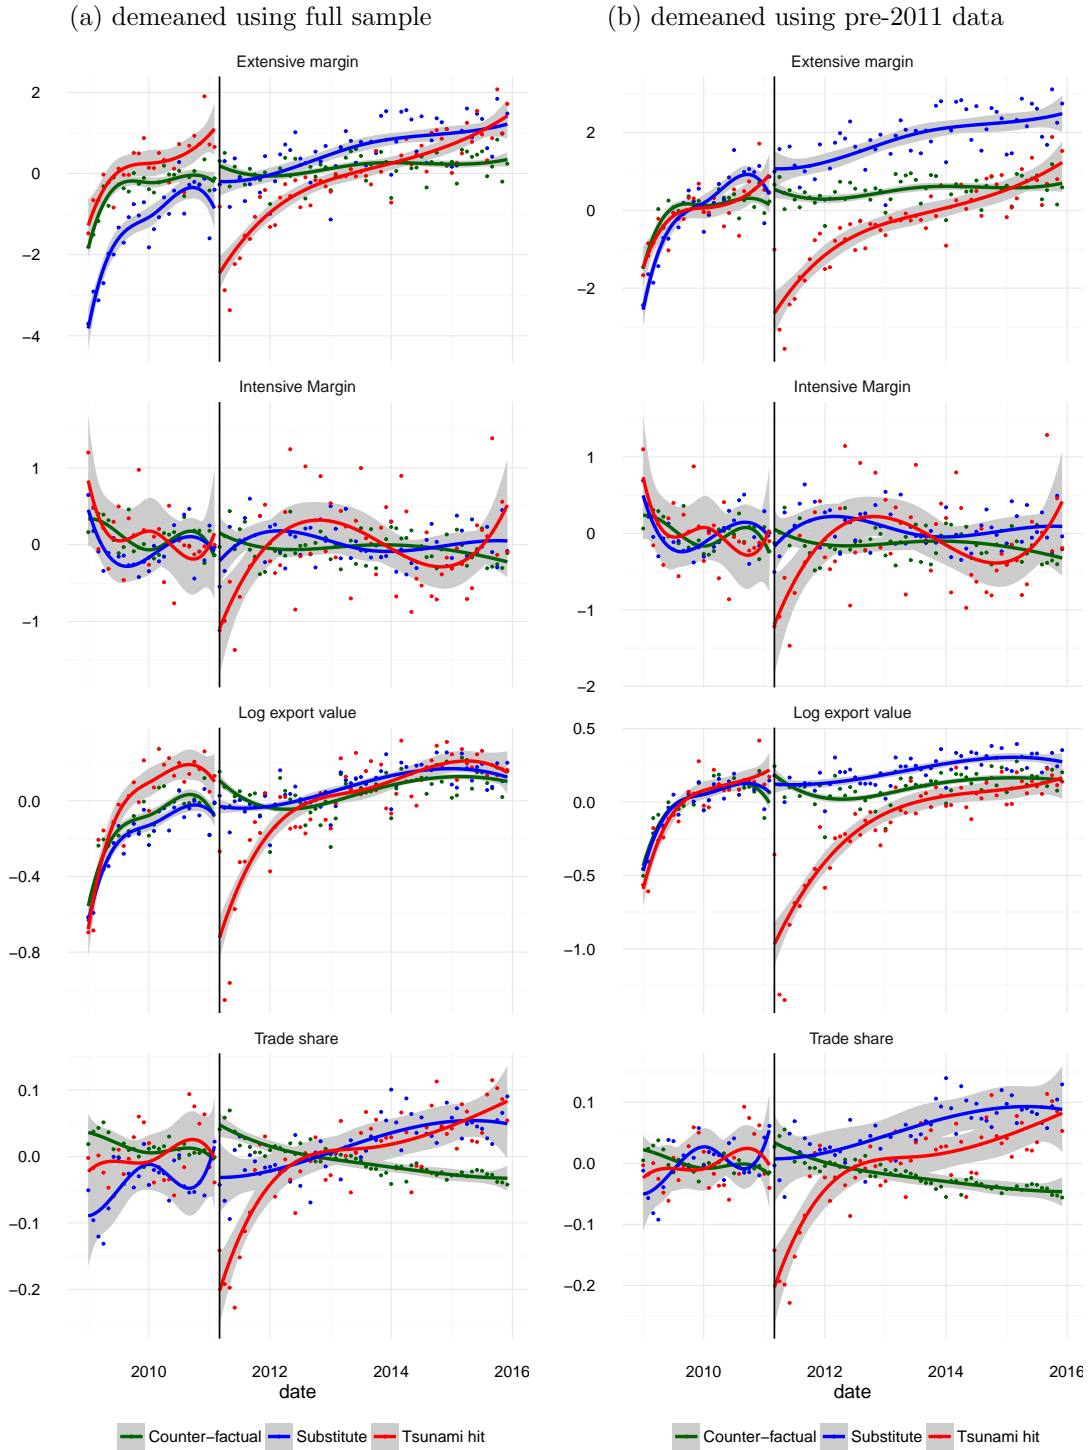 (a) demeaned using full sample
(b) demeaned using pre-2011 data
Extensive margin
2
0
−2
−4
Intensive Margin
1
0
−1
Log export value
0.0
−0.4
−0.8
Trade share
0.1
0.0
−0.1
−0.2
2010 2012 2014 2016
date
Counter−factual Substitute Tsunami hit
Extensive margin
2
0
−2
Intensive Margin
1
0
−1
−2
Log export value
0.5
0.0
−0.5
−1.0
Trade share
0.1
0.0
−0.1
−0.2
2010 2012 2014 2016
date
Counter−factual Substitute Tsunami hit